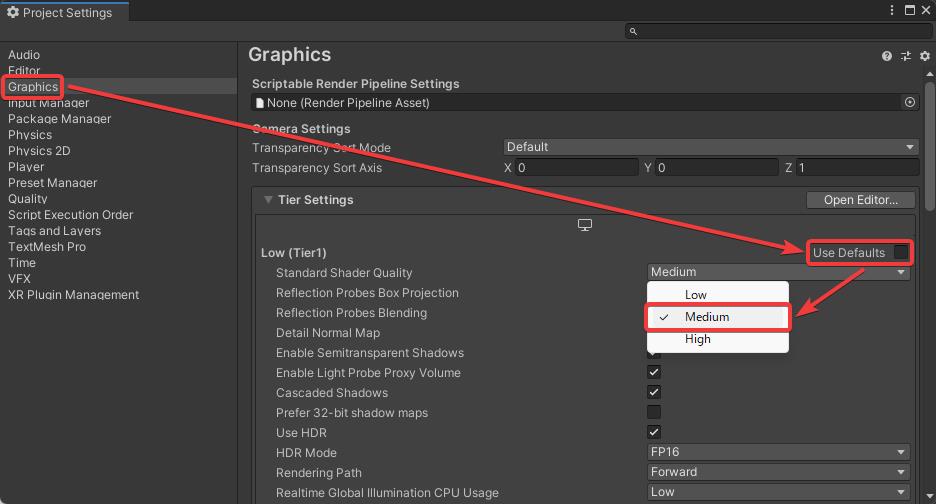 Project Settings
Audio
Editor
Graphics
Input Manager
Package Manager
Physics
Physics 2D
Player
Preset Manager
Quality
Script Execution Order
Tags and Layers
TextMesh Pro
Time
VFX
XR Plugin Management
Graphics
Scriptable Render Pipeline Settings
None (Render Pipeline Asset)
Camera Settings
Transparency Sort Mode Default
Transparency Sort Axis X 0 Y 0 Z 1
Tier Settings Open Editor...
Low (Tier1) Use Defaults
Standard Shader Quality Medium
Reflection Probes Box Projection Low
Reflection Probes Blending Medium
Detail Normal Map High
Enable Semitransparent Shadows
Enable Light Probe Proxy Volume
Cascaded Shadows
Prefer 32-bit shadow maps
Use HDR
HDR Mode FP16
Rendering Path Forward
Realtime Global Illumination CPU Usage Low